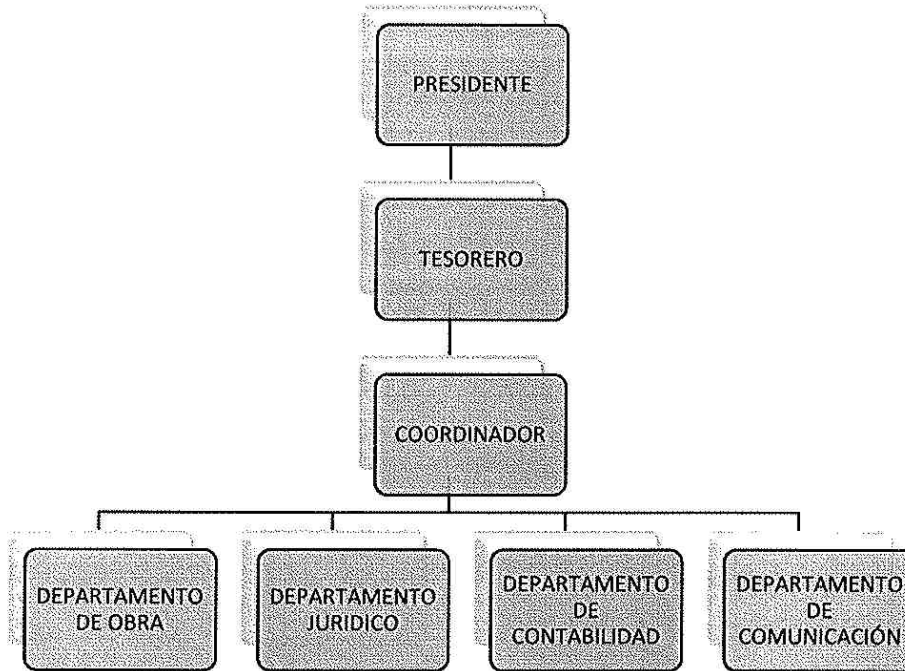 PRESIDENTE
TESORERO
COORDINADOR
DEPARTAMENTO
DE OBRA
DEPARTAMENTO
JURIDICO
DEPARTAMENTO
DE
CONTABILIDAD
DEPARTAMENTO
DE
COMUNICACIÓN